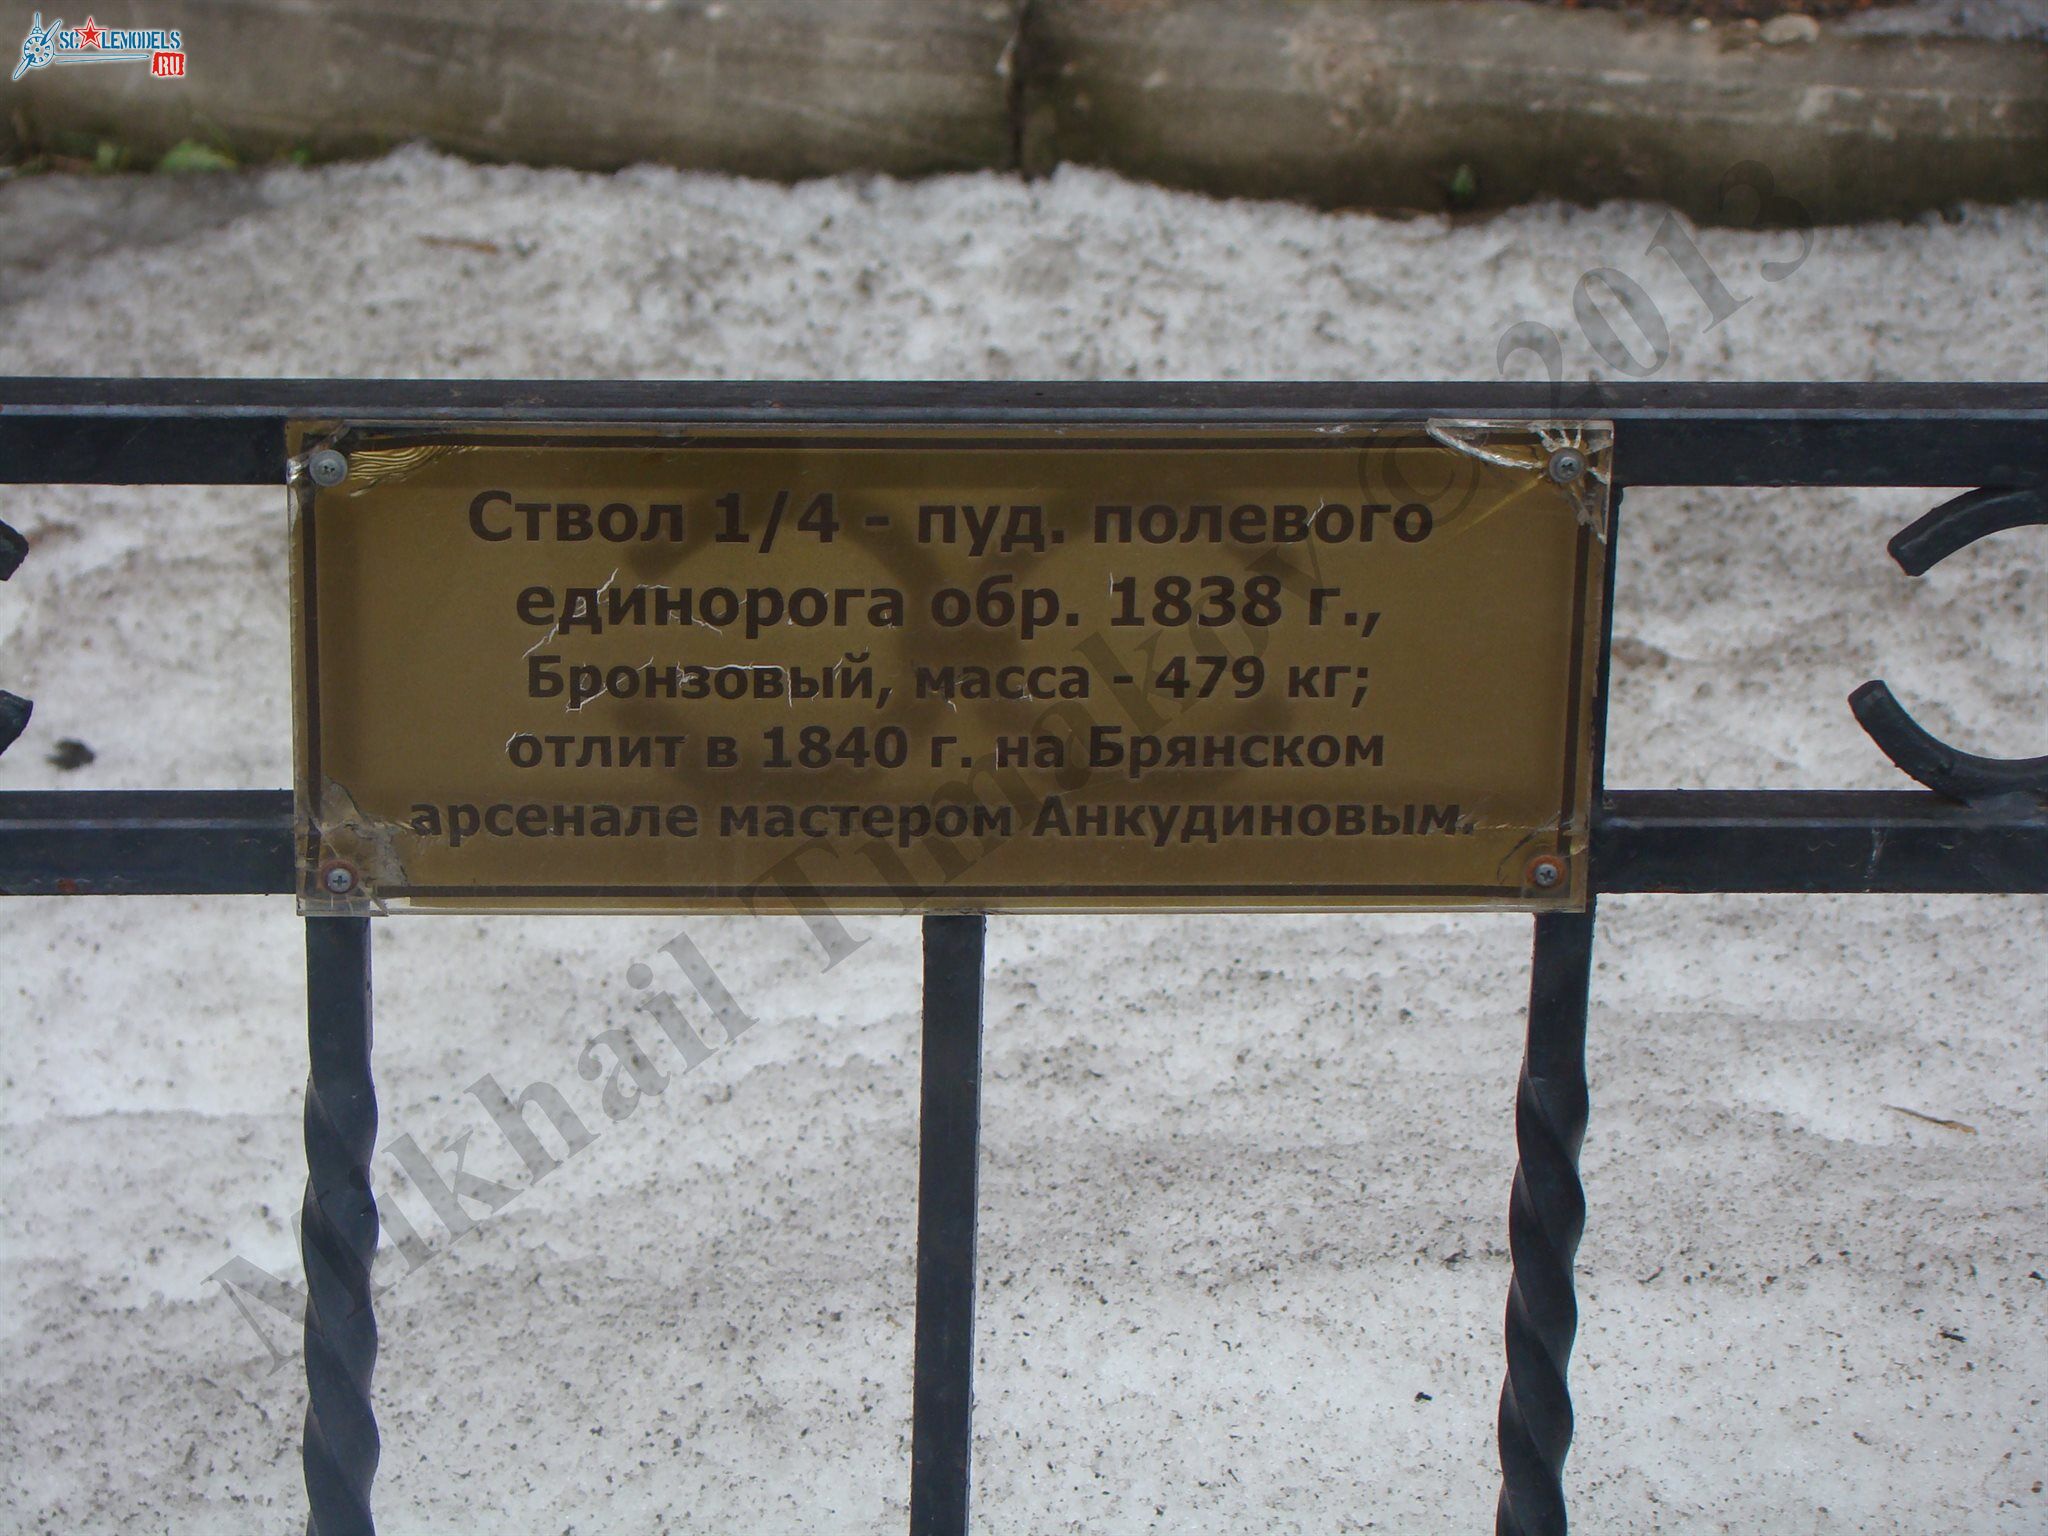 SCALEMODELS
RU
Ствол 1/4 - пуд. полевого
единорога обр. 1838 г.,
Бронзовый, масса - 479 кг;
отлит в 1840 г. на Брянском
арсенале мастером Анкудиновым.
Mikhail Timakov © 2013